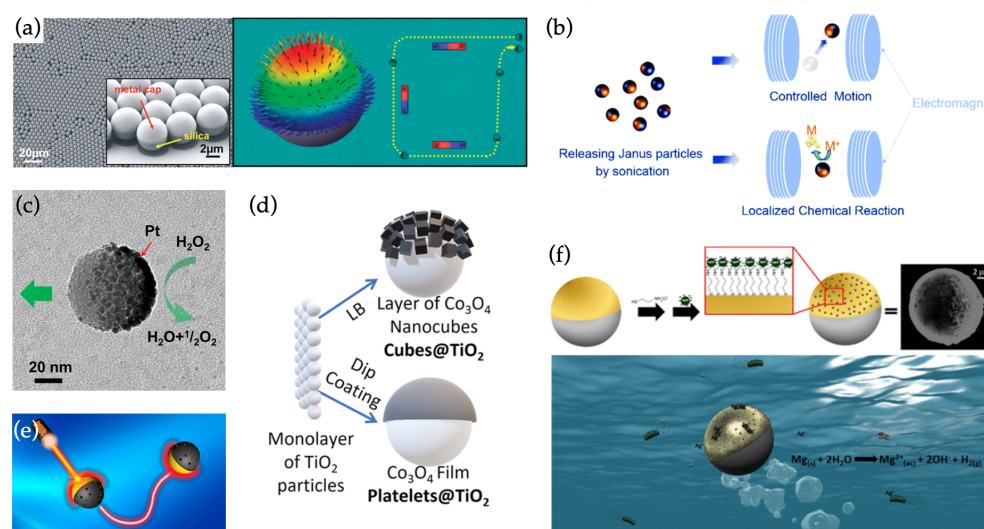 (a)
metal cap
silica
20μm
2μm
(b)
Controlled Motion
Electromagn
Releasing Janus particles
by sonication
M
M⁺
Localized Chemical Reaction
(c)
Pt
H₂O₂
H₂O+¹/₂O₂
20 nm
(d)
LB
Layer of Co₃O₄
Nanocubes
Cubes@TiO₂
Dip
Coating
Monolayer
of TiO₂
particles
Co₃O₄ Film
Platelets@TiO₂
(e)
(f)
2 μ
Mg(s) + 2H₂O → Mg²⁺(ac) + 2OH⁻ + H₂(g)